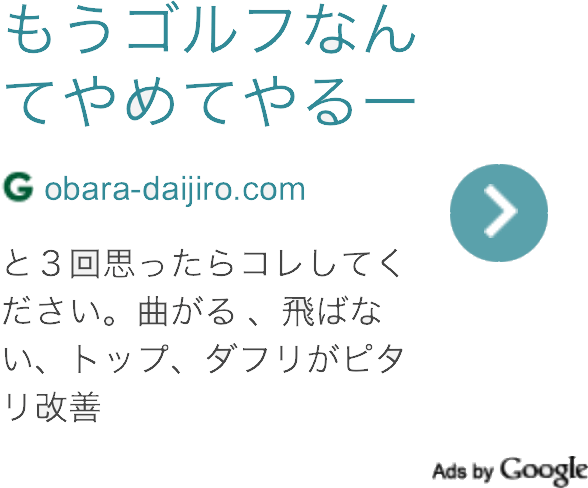 もうゴルフなん
てやめてやるー
G obara-daijiro.com
と３回思ったらコレしてく
ださい。曲がる 、飛ばな
い、トップ、ダフリがピタ
リ改善
Ads by Google